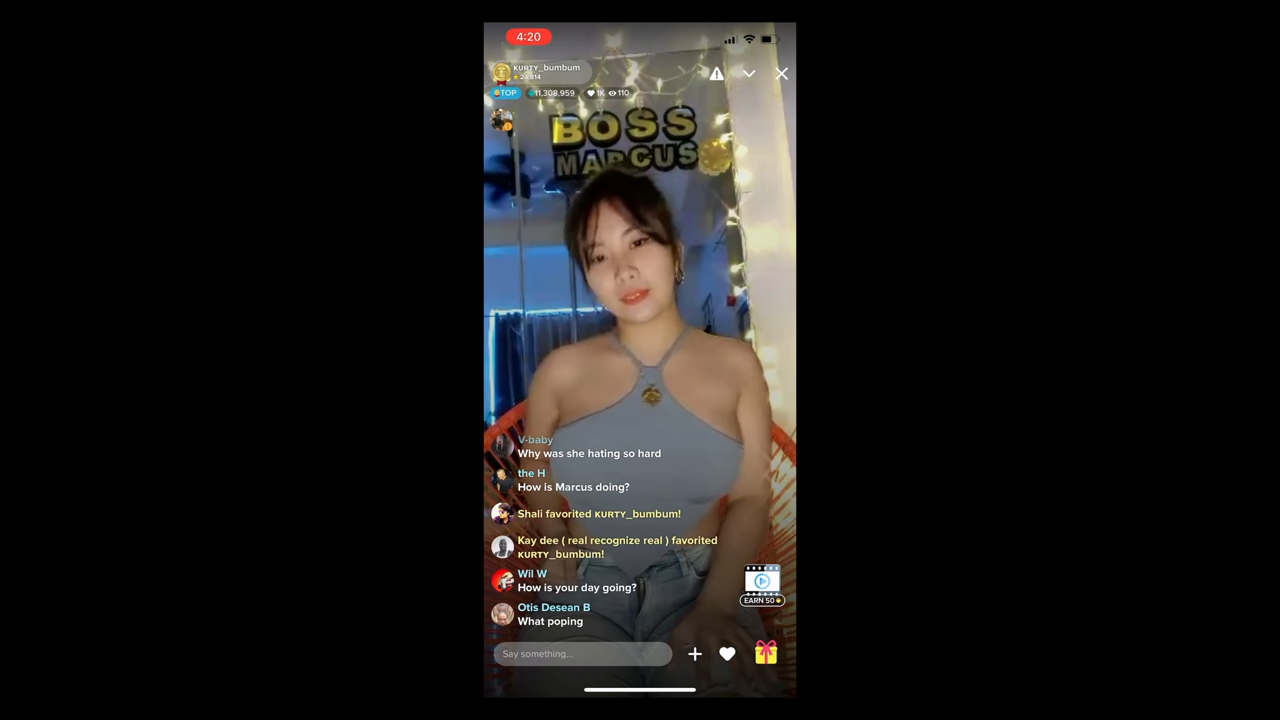 4:20
KURTY_bumbum
24,814
TOP
11,308,959
1K
110
BOSS
MARCUS
V-baby
Why was she hating so hard
the H
How is Marcus doing?
Shali favorited KURTY_bumbum!
Kay dee ( real recognize real ) favorited
KURTY_bumbum!
Wil W
How is your day going?
Otis Desean B
What poping
EARN 50
Say something...